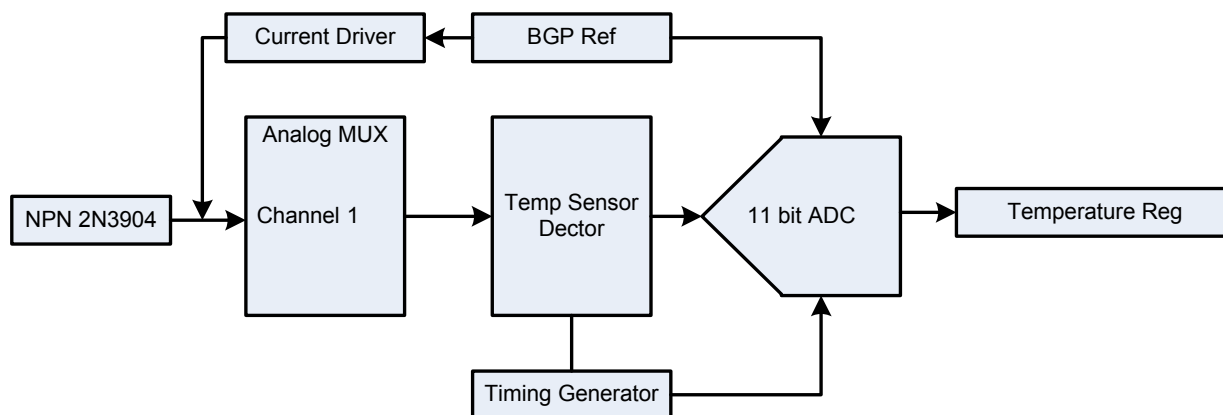 Current Driver
BGP Ref
Analog MUX
NPN 2N3904
Channel 1
Temp Sensor
Dector
11 bit ADC
Temperature Reg
Timing Generator